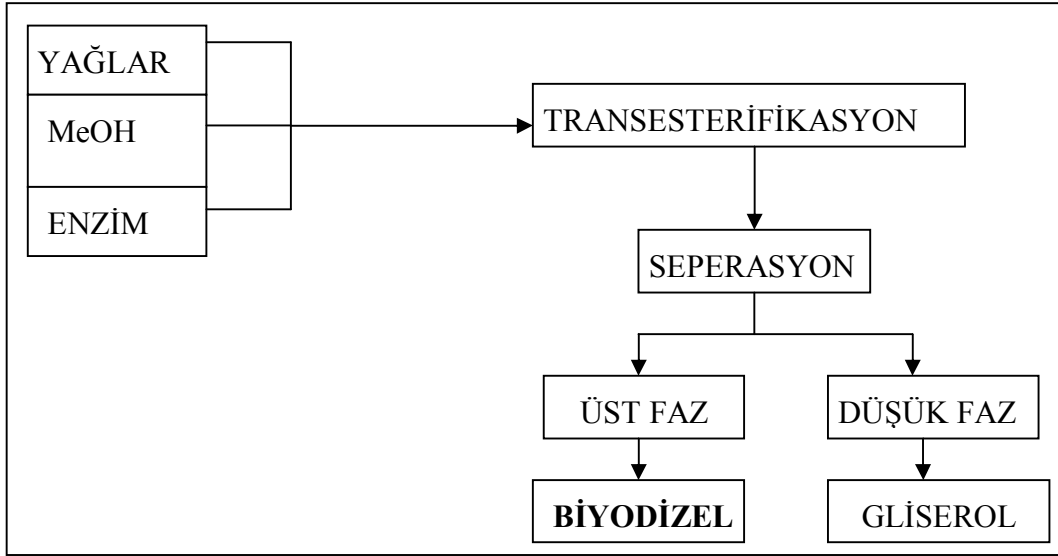 YAĞLAR
MeOH
ENZİM
TRANSESTERİFİKASYON
SEPERASYON
ÜST FAZ
DÜŞÜK FAZ
BİYODİZEL
GLİSEROL